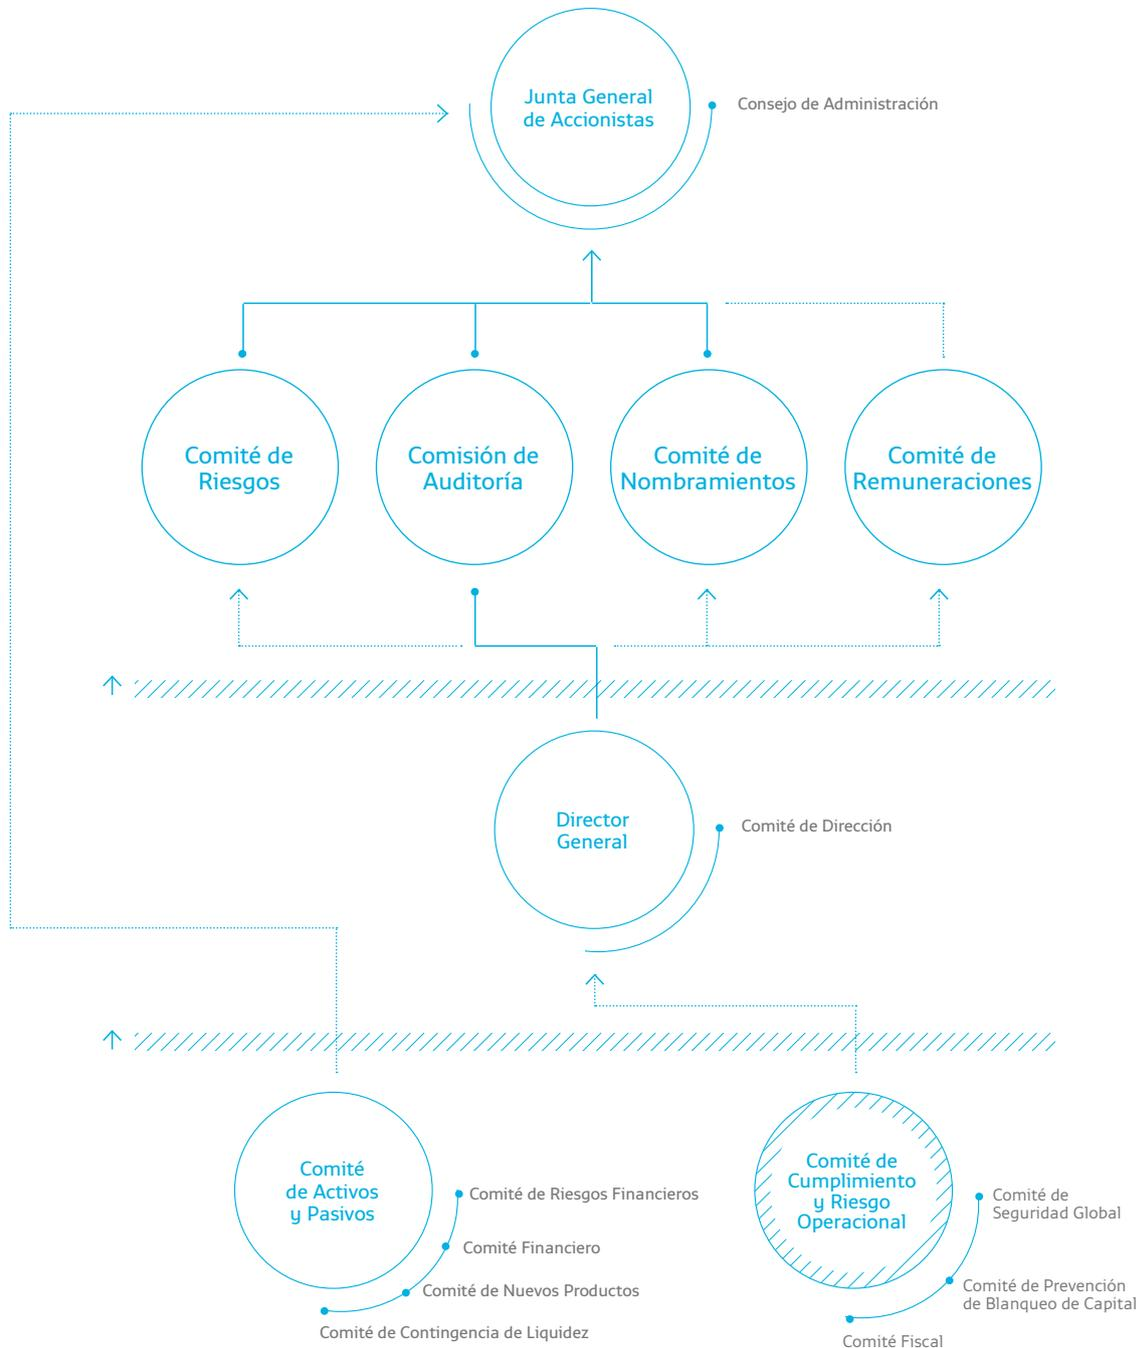 Junta General
de Accionistas
Consejo de Administración
Comité de
Riesgos
Comisión de
Auditoría
Comité de
Nombramientos
Comité de
Remuneraciones
Director
General
Comité de Dirección
Comité
de Activos
y Pasivos
Comité de Riesgos Financieros
Comité Financiero
Comité de Nuevos Productos
Comité de Contingencia de Liquidez
Comité de
Cumplimiento
y Riesgo
Operacional
Comité de
Seguridad Global
Comité de Prevención
de Blanqueo de Capital
Comité Fiscal